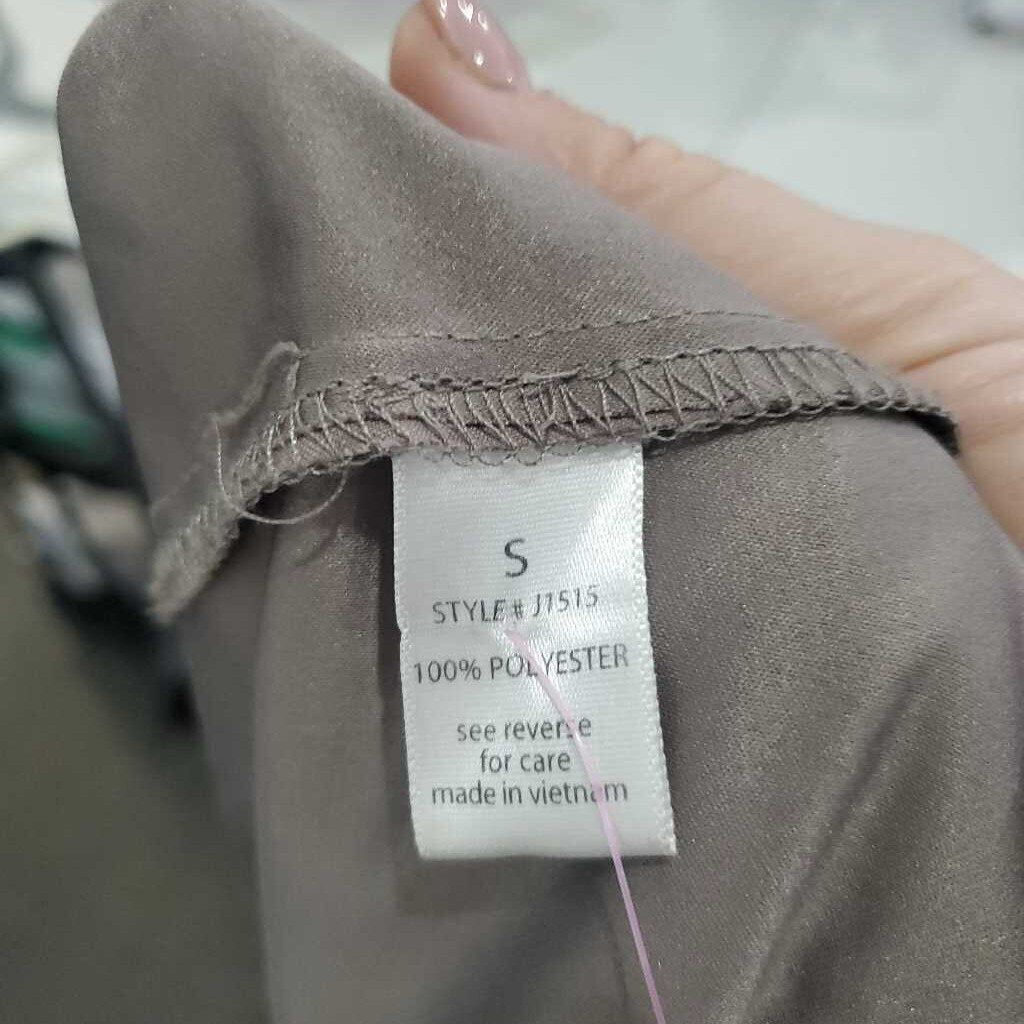 S
STYLE # J1515
100% POLYESTER
see reverse
for care
made in vietnam